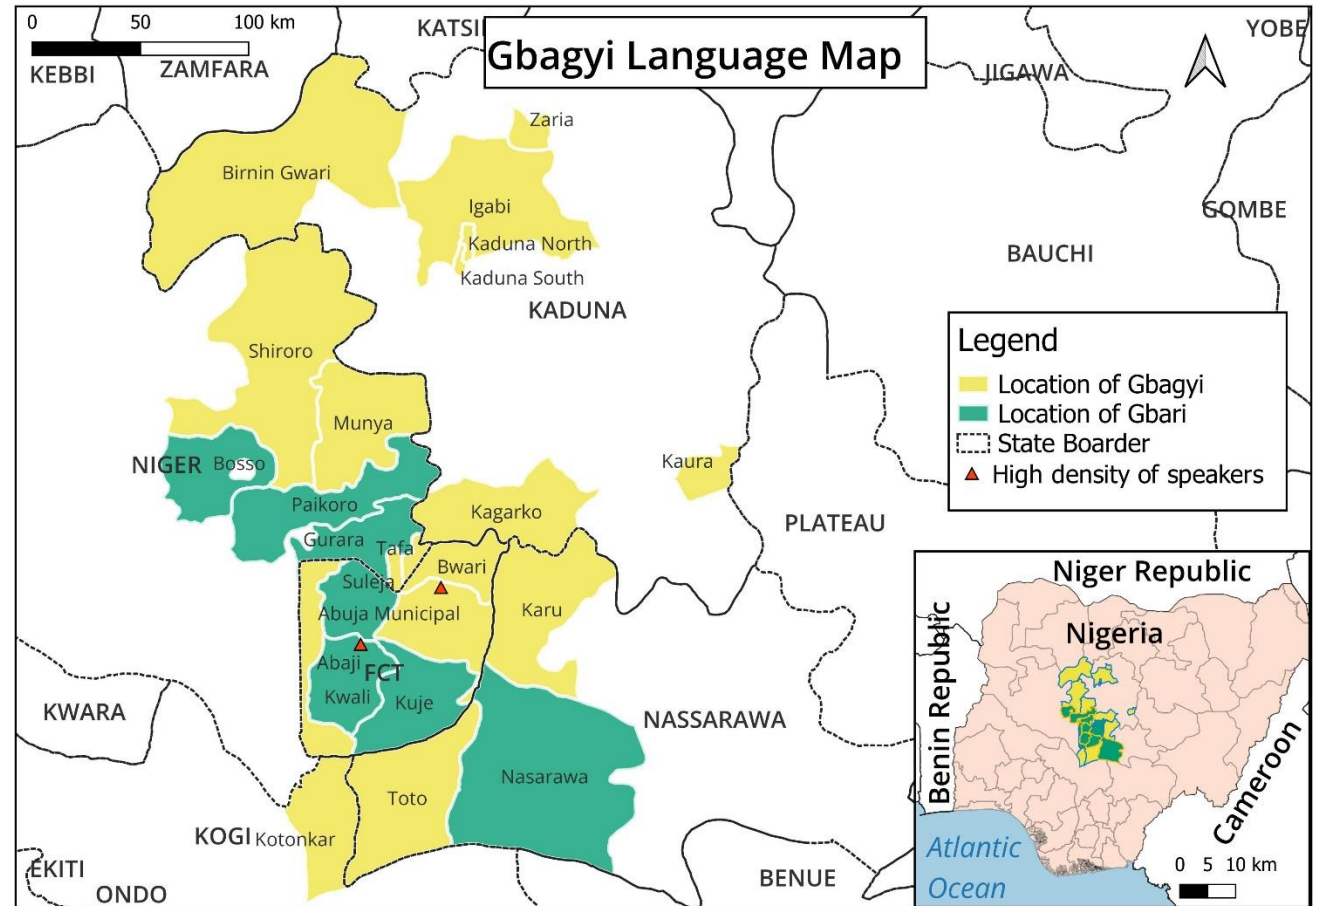 0 50 100 km
KATSI
Gbagyi Language Map
YOBE
KEBBI
ZAMFARA
JIGAWA
Zaria
Birnin Gwari
Igabi
GOMBE
Kaduna North
BAUCHI
Kaduna South
KADUNA
Shiroro
Munya
Legend
Location of Gbagyi
Location of Gbari
State Boarder
High density of speakers
NIGER
Bosso
Kaura
Paikoro
Kagarko
PLATEAU
Gurara
Tafa
Bwari
Suleja
Abuja Municipal
Karu
Abaji
FCT
Kwali
Kuje
KWARA
NASSARAWA
Nasarawa
Toto
KOGI
Kotonkar
EKITI
ONDO
BENUE
Niger Republic
Nigeria
Benin Republic
Cameroon
Atlantic
Ocean
0 5 10 km